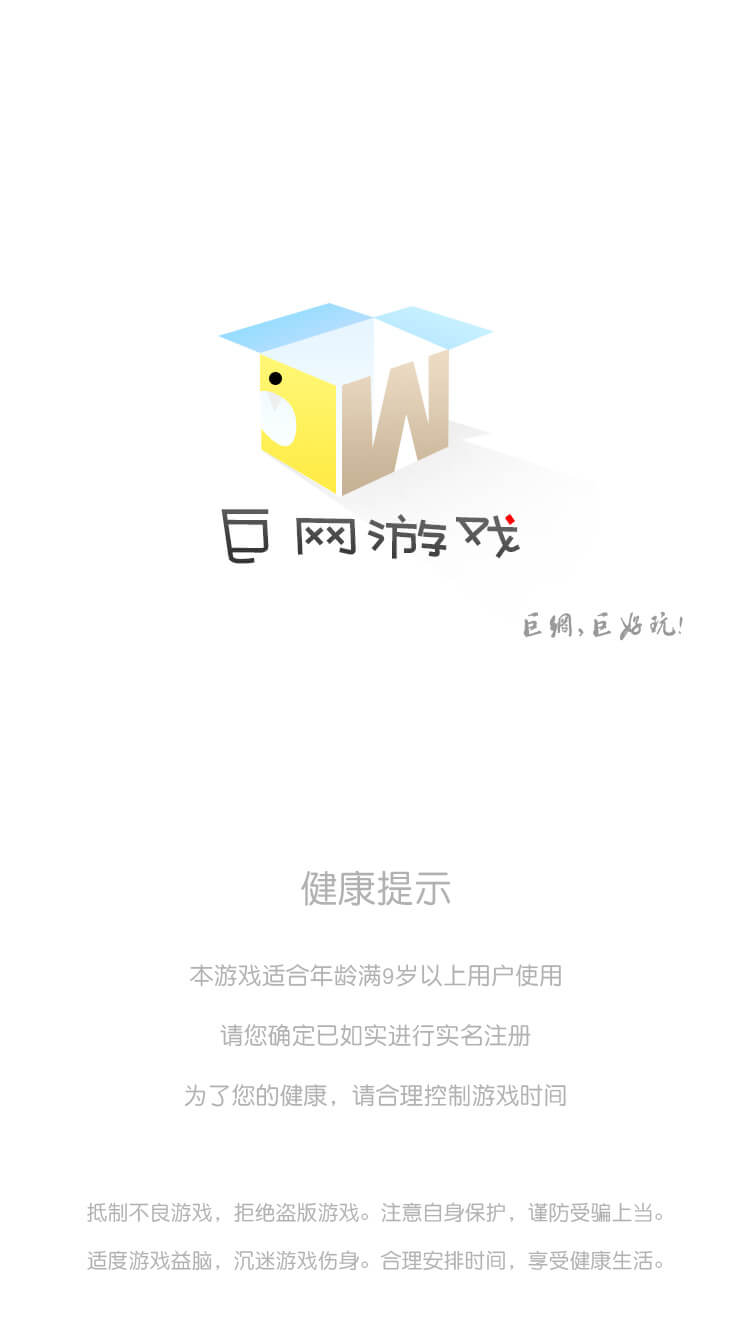 W
巨网游戏
巨網,巨好玩!
健康提示
本游戏适合年龄满9岁以上用户使用
请您确定已如实进行实名注册
为了您的健康，请合理控制游戏时间
抵制不良游戏，拒绝盗版游戏。注意自身保护，谨防受骗上当。
适度游戏益脑，沉迷游戏伤身。合理安排时间，享受健康生活。